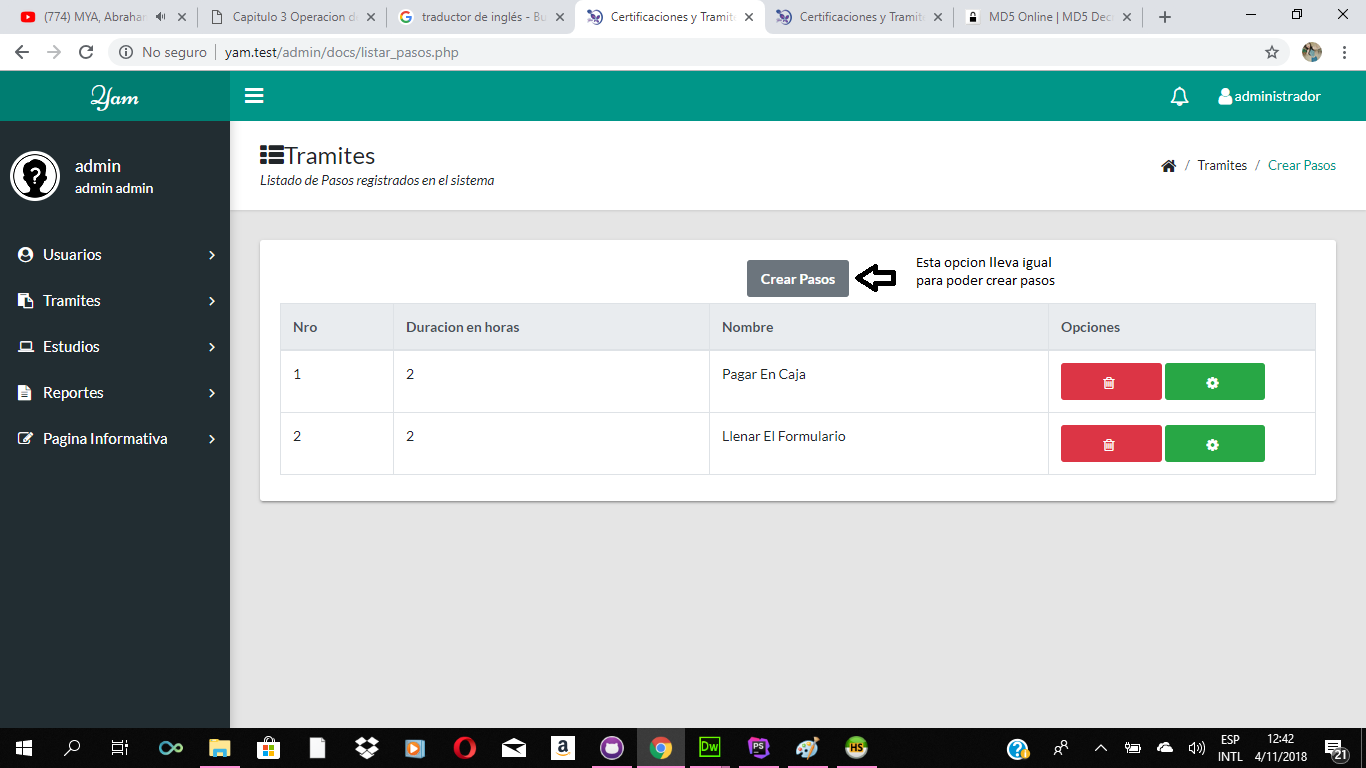 (774) MYA, Abrahar
Capitulo 3 Operacion d
traductor de inglés - Bu
Certificaciones y Tramit
Certificaciones y Tramit
MD5 Online | MD5 Dec
No seguro
yam.test/admin/docs/listar_pasos.php
Yam
administrador
admin
admin admin
Tramites
Listado de Pasos registrados en el sistema
/ Tramites / Crear Pasos
Usuarios
Tramites
Estudios
Reportes
Pagina Informativa
Crear Pasos
Esta opcion lleva igual
para poder crear pasos
Nro Duracion en horas Nombre Opciones
1 2 Pagar En Caja
2 2 Llenar El Formulario
a
Dw
PS
HS
ESP
INTL
12:42
4/11/2018
21